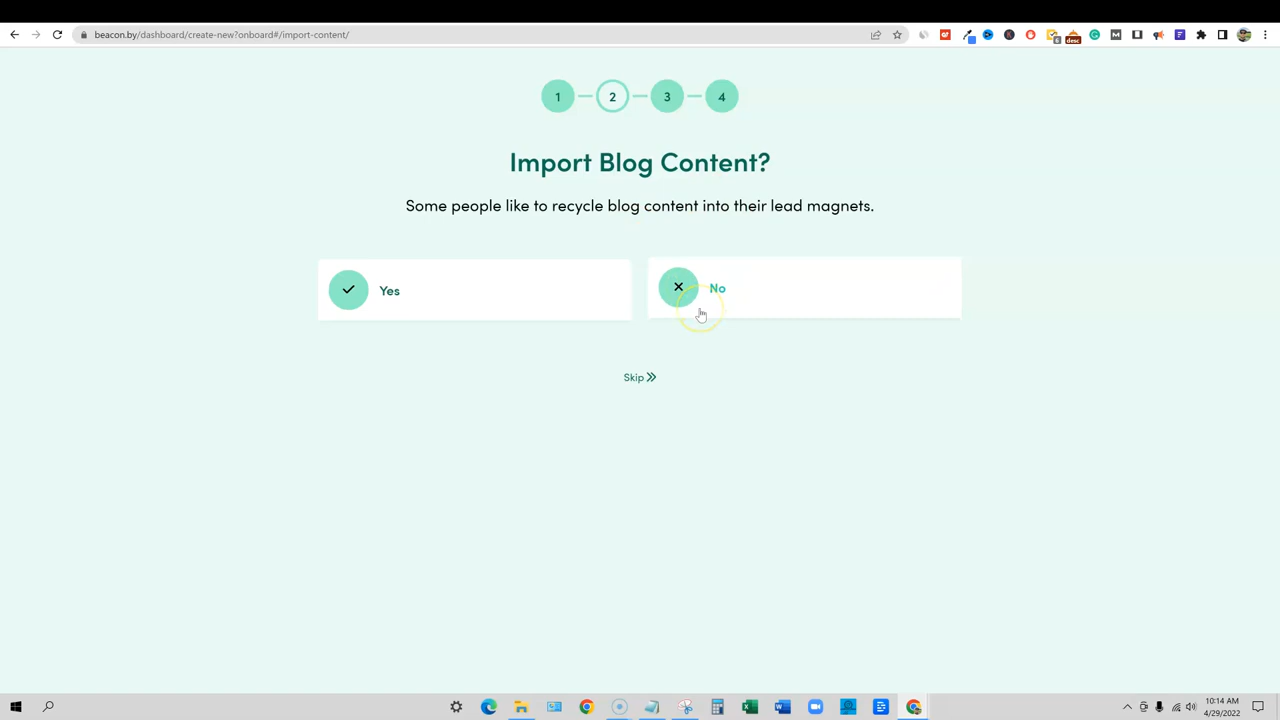 beacon.by/dashboard/create-new?onboard#/import-content/
desc
1
2
3
4
Import Blog Content?
Some people like to recycle blog content into their lead magnets.
Yes
No
Skip
10:14 AM
4/29/2022